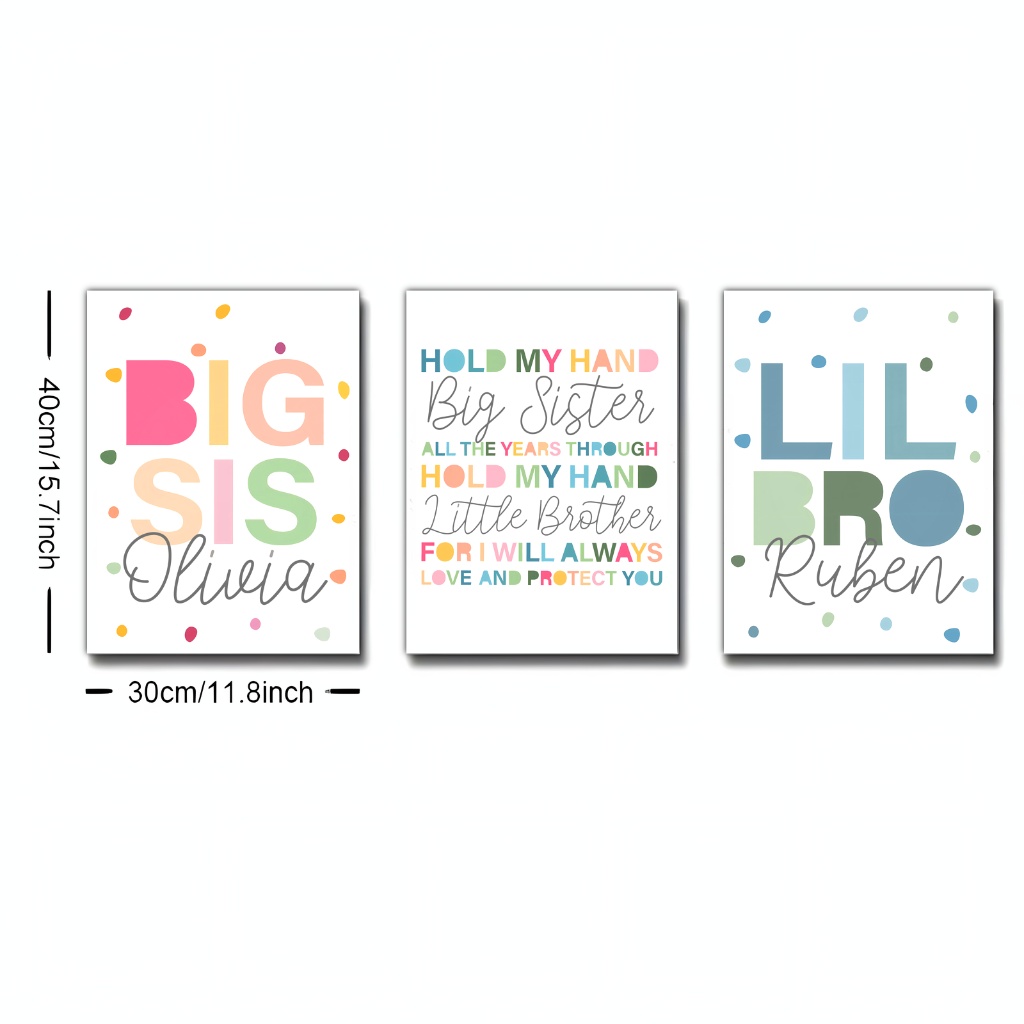 40cm/15.7inch
BIG
SIS
Olivia
30cm/11.8inch
HOLD MY HAND
Big Sister
ALL THE YEARS THROUGH
HOLD MY HAND
Little Brother
FOR I WILL ALWAYS
LOVE AND PROTECT YOU
LIL
BRO
Ruben